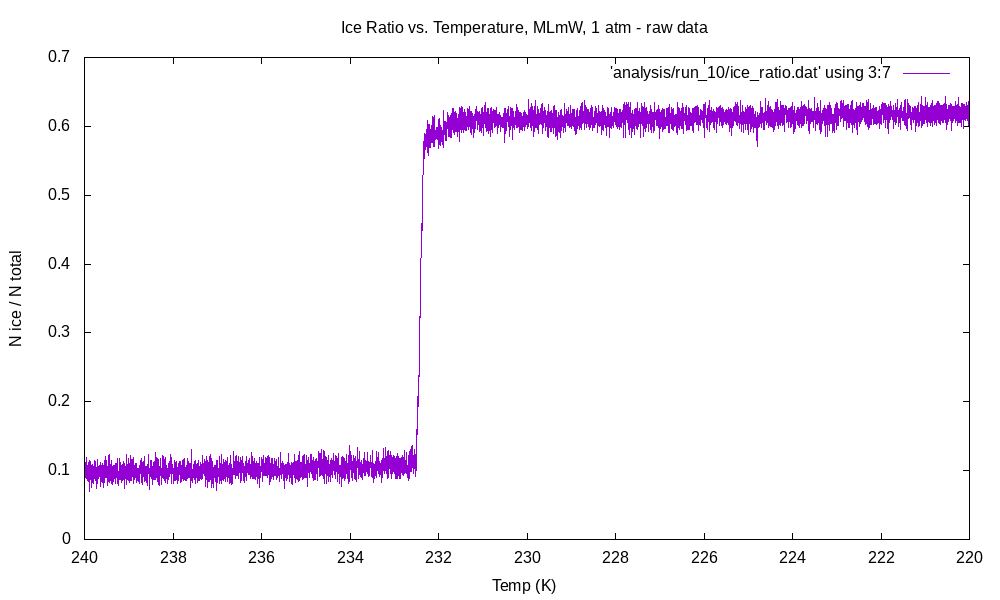 Ice Ratio vs. Temperature, MLmW, 1 atm - raw data
'analysis/run_10/ice_ratio.dat' using 3:7
N ice / N total
0.7
0.6
0.5
0.4
0.3
0.2
0.1
0
240 238 236 234 232 230 228 226 224 222 220
Temp (K)